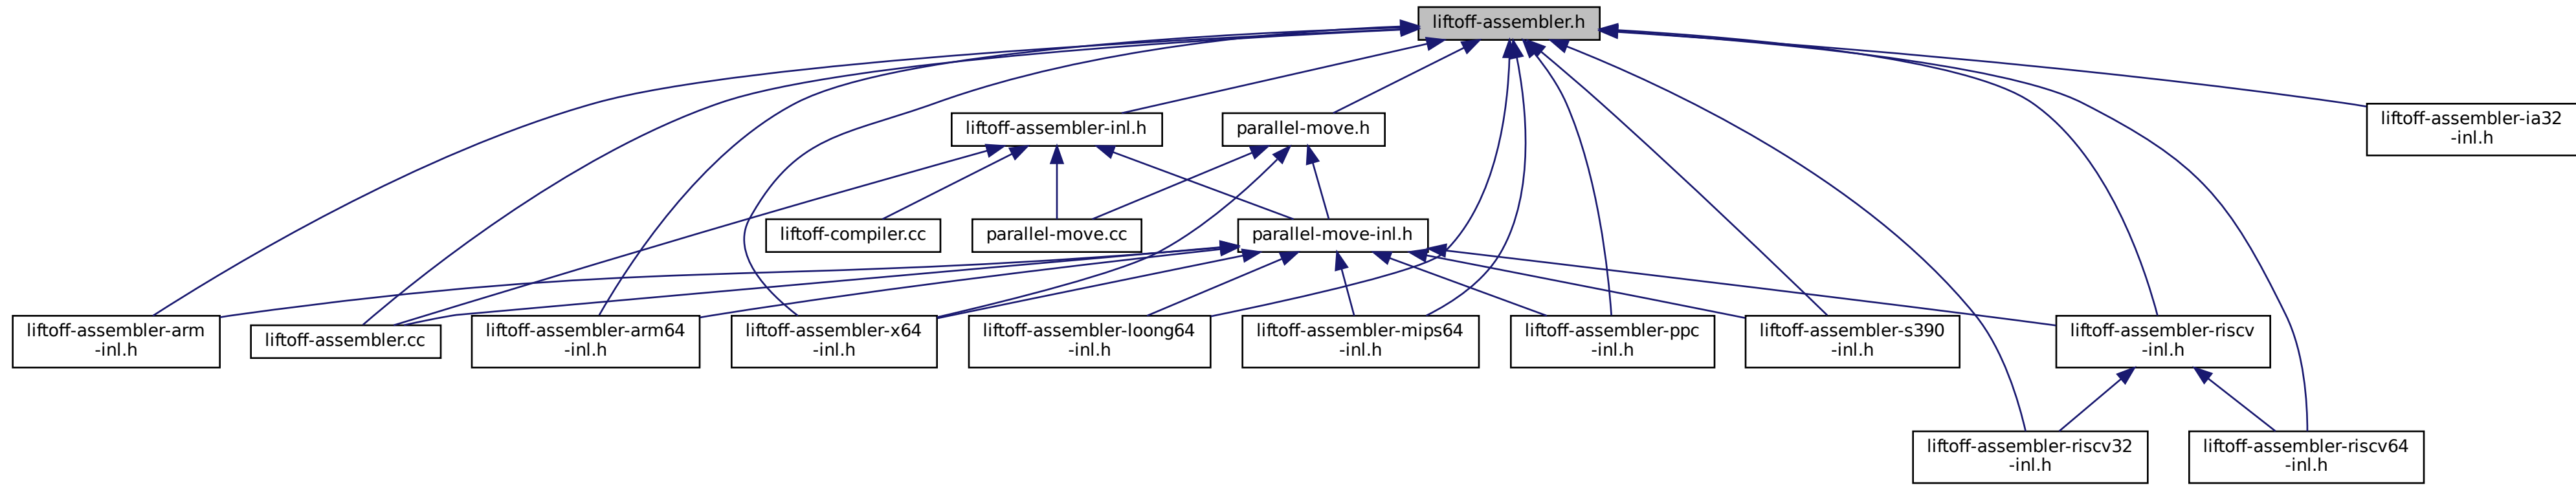 liftoff-assembler.h
liftoff-assembler-ia32
-inl.h
liftoff-assembler-inl.h
parallel-move.h
liftoff-compiler.cc
parallel-move.cc
parallel-move-inl.h
liftoff-assembler-arm
-inl.h
liftoff-assembler.cc
liftoff-assembler-arm64
-inl.h
liftoff-assembler-x64
-inl.h
liftoff-assembler-loong64
-inl.h
liftoff-assembler-mips64
-inl.h
liftoff-assembler-ppc
-inl.h
liftoff-assembler-s390
-inl.h
liftoff-assembler-riscv
-inl.h
liftoff-assembler-riscv32
-inl.h
liftoff-assembler-riscv64
-inl.h